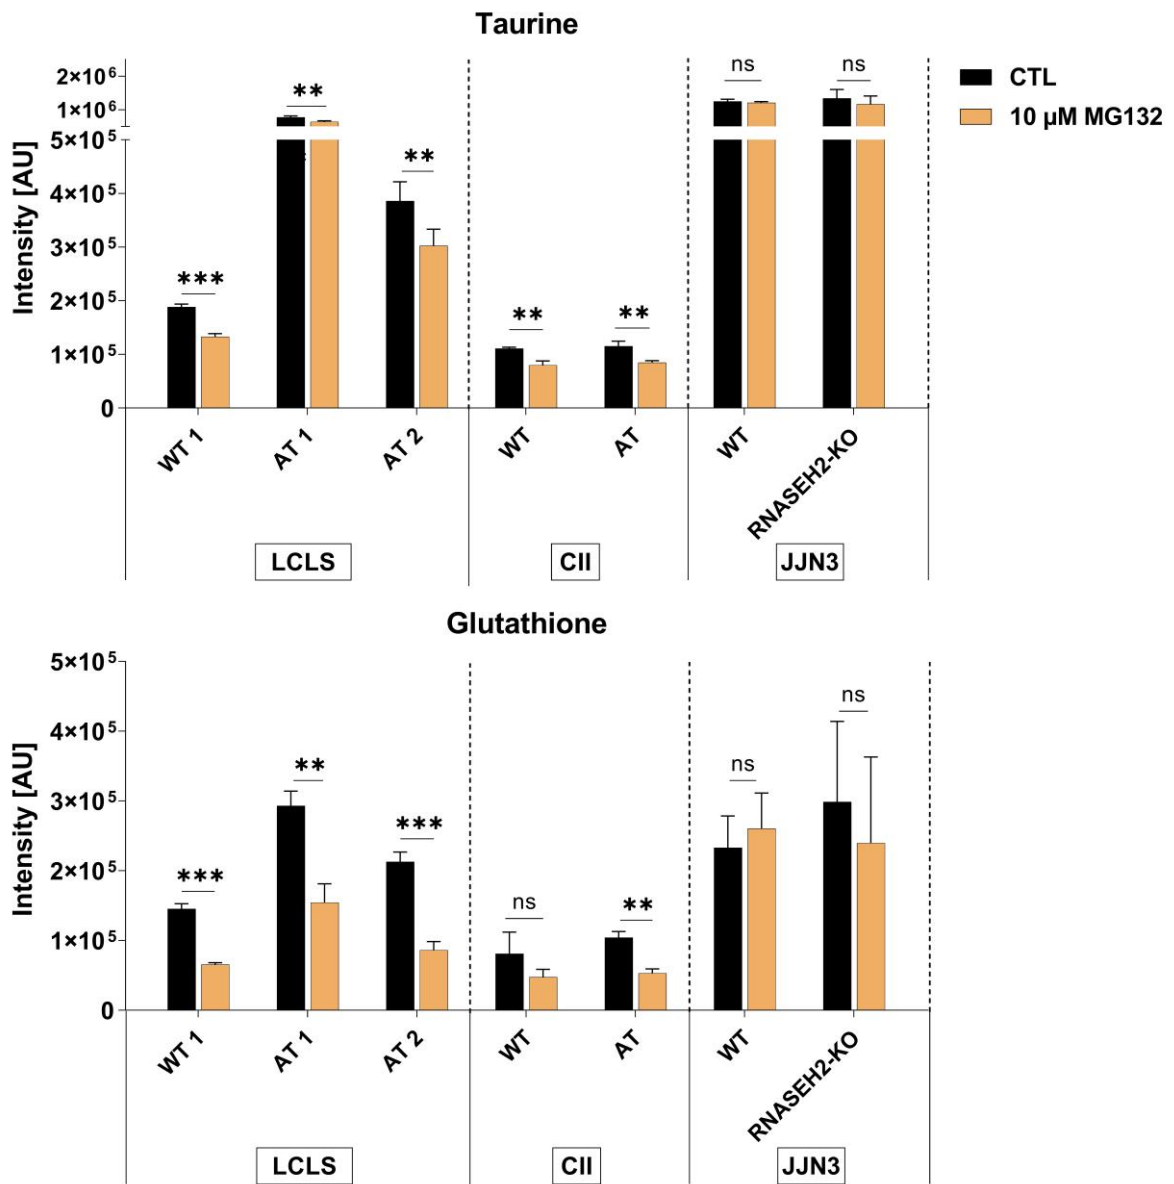 Taurine
CTL
10 μM MG132
Intensity [AU]
2×10⁶
1×10⁶
5×10⁵
4×10⁵
3×10⁵
2×10⁵
1×10⁵
0
***
**
**
**
**
ns
ns
WT 1
AT 1
AT 2
WT
AT
WT
RNASEH2-KO
LCLS
CII
JJN3
Glutathione
Intensity [AU]
5×10⁵
4×10⁵
3×10⁵
2×10⁵
1×10⁵
0
***
**
***
ns
**
ns
ns
WT 1
AT 1
AT 2
WT
AT
WT
RNASEH2-KO
LCLS
CII
JJN3